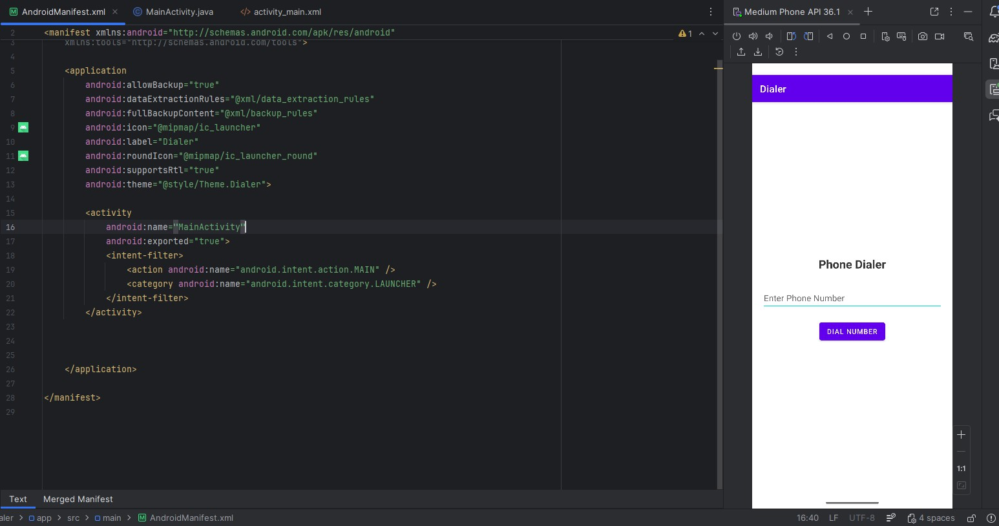 AndroidManifest.xml
MainActivity.java
activity_main.xml
Medium Phone API 36.1
2 <manifest xmlns:android="http://schemas.android.com/apk/res/android"
1
3 xmlns:tools="http://schemas.android.com/tools">
4
5 <application
6 android:allowBackup="true"
7 android:dataExtractionRules="@xml/data_extraction_rules"
8 android:fullBackupContent="@xml/backup_rules"
9 android:icon="@mipmap/ic_launcher"
10 android:label="Dialer"
11 android:roundIcon="@mipmap/ic_launcher_round"
12 android:supportsRtl="true"
13 android:theme="@style/Theme.Dialer">
14
15 <activity
16 android:name="MainActivity"
17 android:exported="true">
18 <intent-filter>
19 <action android:name="android.intent.action.MAIN" />
20 <category android:name="android.intent.category.LAUNCHER" />
21 </intent-filter>
22 </activity>
23
24
25
26 </application>
27
28 </manifest>
29
Dialer
Phone Dialer
Enter Phone Number
DIAL NUMBER
1:1
Text
Merged Manifest
aler > app > src > main > AndroidManifest.xml
16:40 LF UTF-8 4 spaces